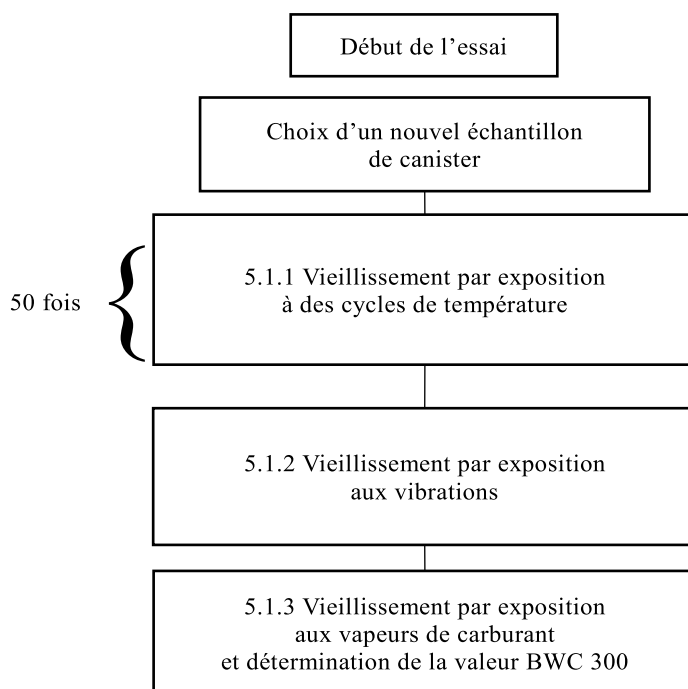 Début de l'essai
Choix d'un nouvel échantillon
de canister
50 fois
5.1.1 Vieillissement par exposition
à des cycles de température
5.1.2 Vieillissement par exposition
aux vibrations
5.1.3 Vieillissement par exposition
aux vapeurs de carburant
et détermination de la valeur BWC 300